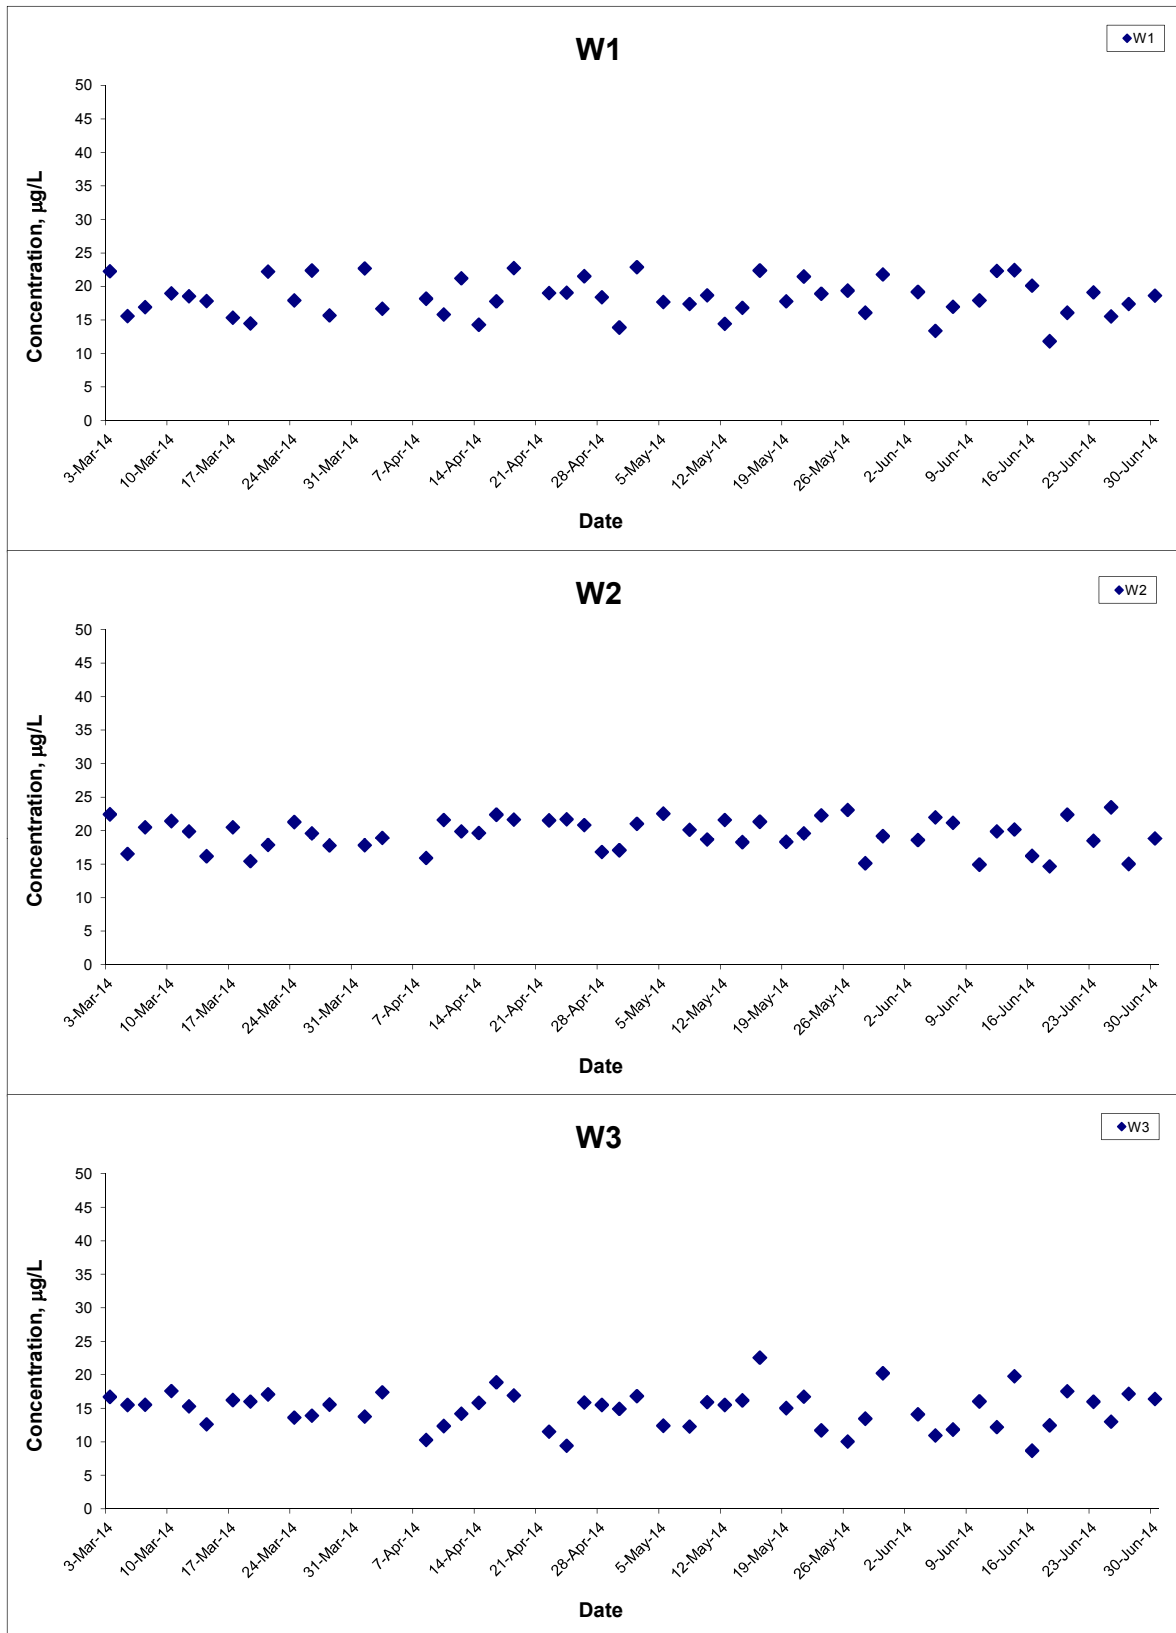 W1
W1
50
45
40
35
30
25
20
15
10
5
0
Concentration, µg/L
3-Mar-14
10-Mar-14
17-Mar-14
24-Mar-14
31-Mar-14
7-Apr-14
14-Apr-14
21-Apr-14
28-Apr-14
5-May-14
12-May-14
19-May-14
26-May-14
2-Jun-14
9-Jun-14
16-Jun-14
23-Jun-14
30-Jun-14
Date
W2
W2
50
45
40
35
30
25
20
15
10
5
0
Concentration, µg/L
3-Mar-14
10-Mar-14
17-Mar-14
24-Mar-14
31-Mar-14
7-Apr-14
14-Apr-14
21-Apr-14
28-Apr-14
5-May-14
12-May-14
19-May-14
26-May-14
2-Jun-14
9-Jun-14
16-Jun-14
23-Jun-14
30-Jun-14
Date
W3
W3
50
45
40
35
30
25
20
15
10
5
0
Concentration, µg/L
3-Mar-14
10-Mar-14
17-Mar-14
24-Mar-14
31-Mar-14
7-Apr-14
14-Apr-14
21-Apr-14
28-Apr-14
5-May-14
12-May-14
19-May-14
26-May-14
2-Jun-14
9-Jun-14
16-Jun-14
23-Jun-14
30-Jun-14
Date